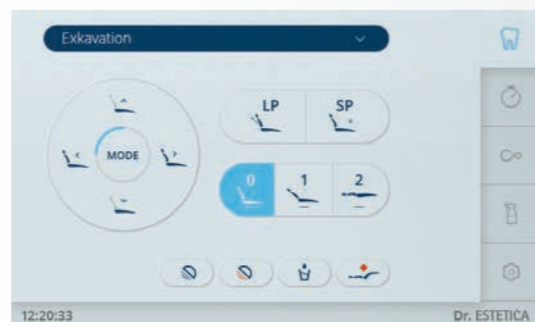 Exkavation
LP SP
MODE
0 1 2
12:20:33 Dr. ESTETICA